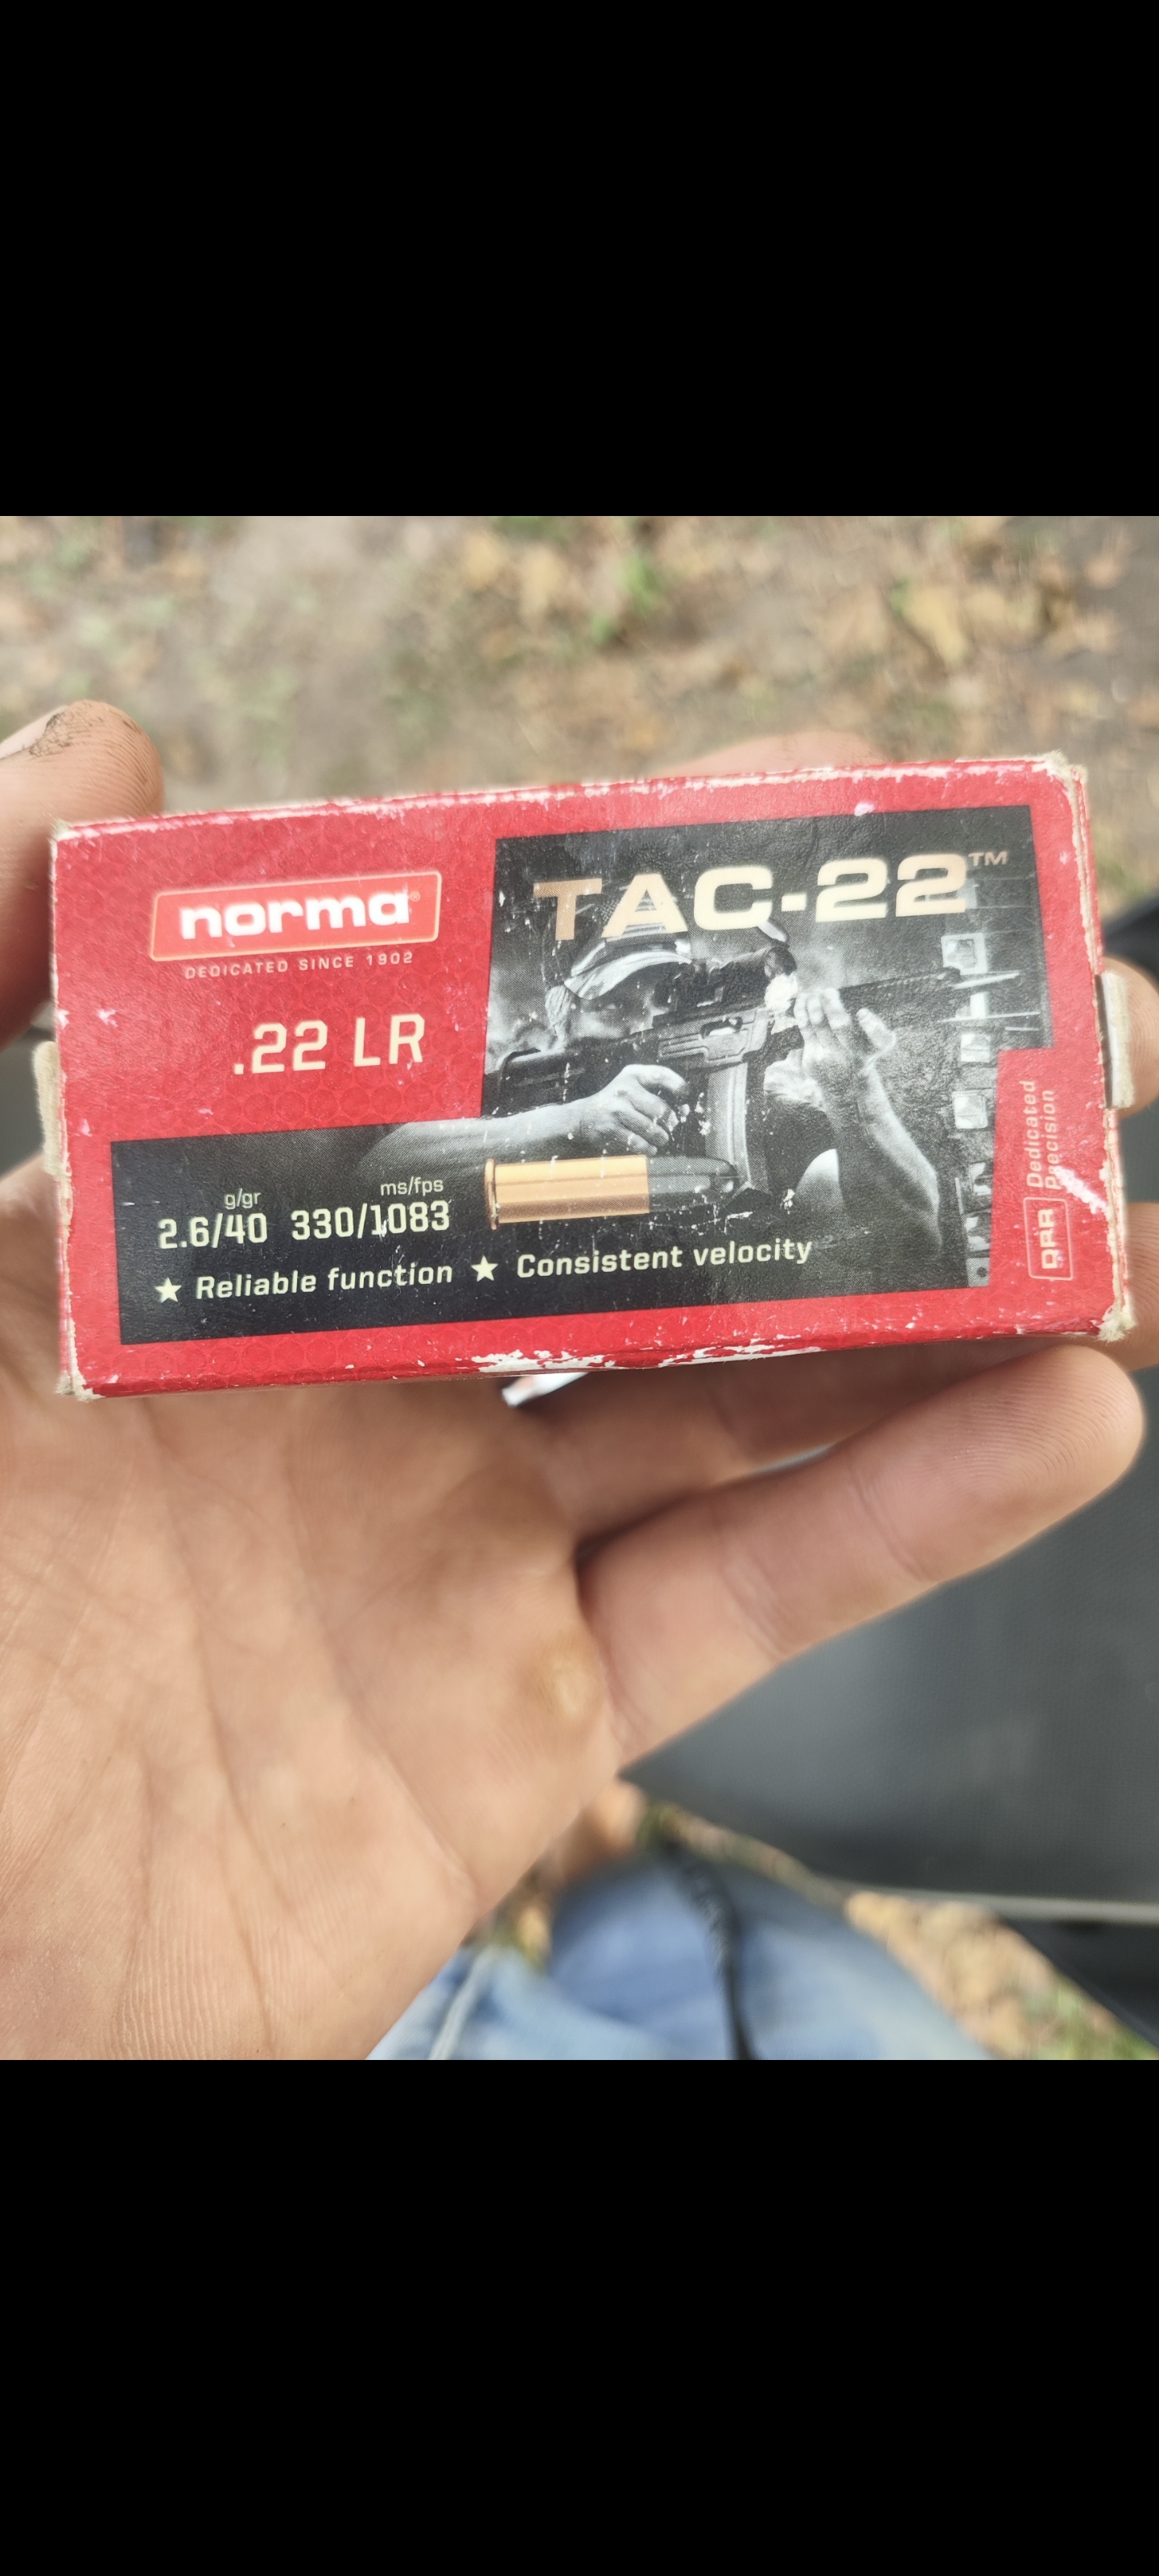 norma®
DEDICATED SINCE 1902
.22 LR
TAC-22™
g/gr ms/fps
2.6/40 330/1083
★ Reliable function ★ Consistent velocity
Dedicated
Precision